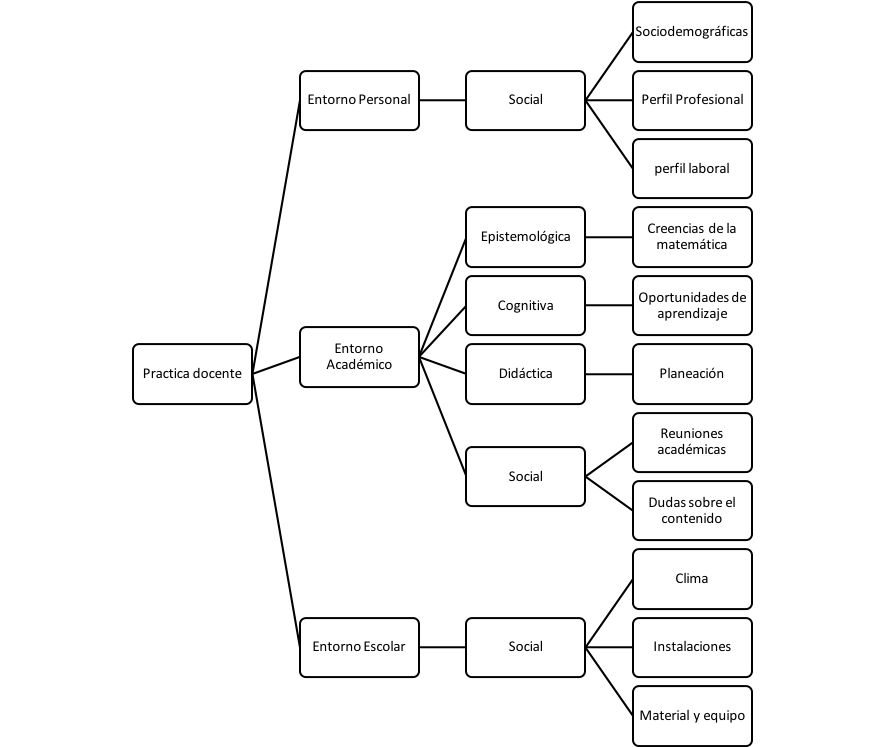 Sociodemográficas
Entorno Personal
Social
Perfil Profesional
perfil laboral
Epistemológica
Creencias de la
matemática
Cognitiva
Oportunidades de
aprendizaje
Practica docente
Entorno
Académico
Didáctica
Planeación
Social
Reuniones
académicas
Dudas sobre el
contenido
Clima
Entorno Escolar
Social
Instalaciones
Material y equipo